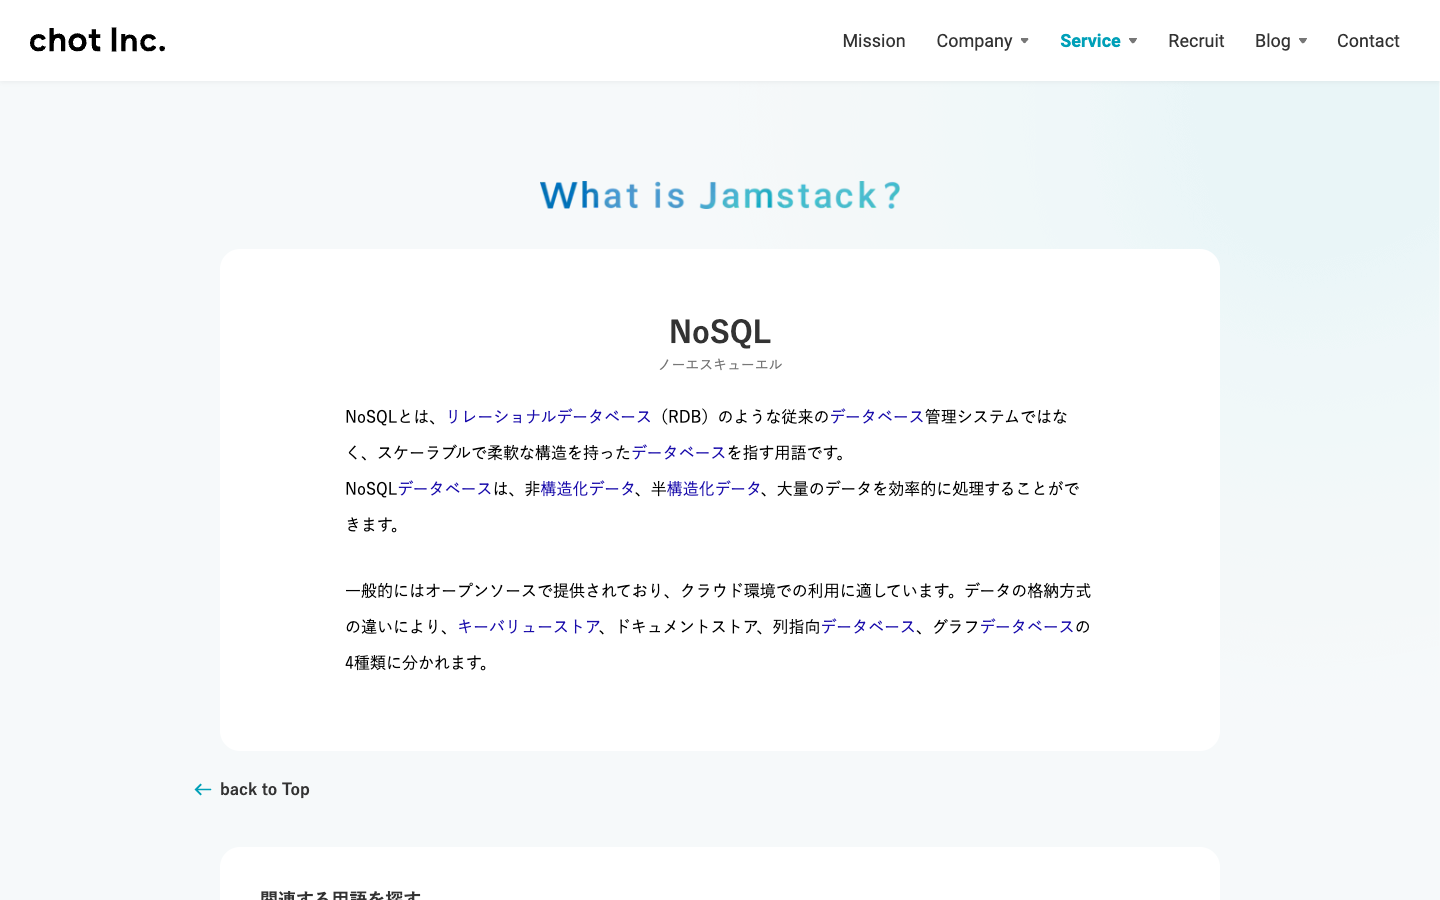 chot Inc.
Mission Company Service Recruit Blog Contact
What is Jamstack?
NoSQL
ノーエスキューエル
NoSQLとは、リレーショナルデータベース（RDB）のような従来のデータベース管理システムではな
く、スケーラブルで柔軟な構造を持ったデータベースを指す用語です。
NoSQLデータベースは、非構造化データ、半構造化データ、大量のデータを効率的に処理することがで
きます。
一般的にはオープンソースで提供されており、クラウド環境での利用に適しています。データの格納方式
の違いにより、キーバリューストア、ドキュメントストア、列指向データベース、グラフデータベースの
4種類に分かれます。
back to Top
関連する用語を探す